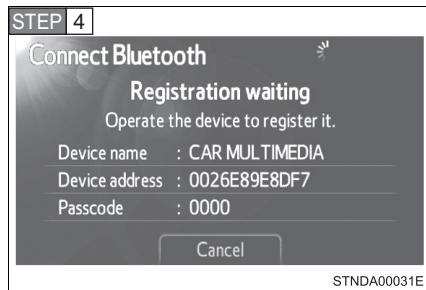 STEP 4
Connect Bluetooth
Registration waiting
Operate the device to register it.
Device name : CAR MULTIMEDIA
Device address : 0026E89E8DF7
Passcode : 0000
Cancel
STNDA00031E